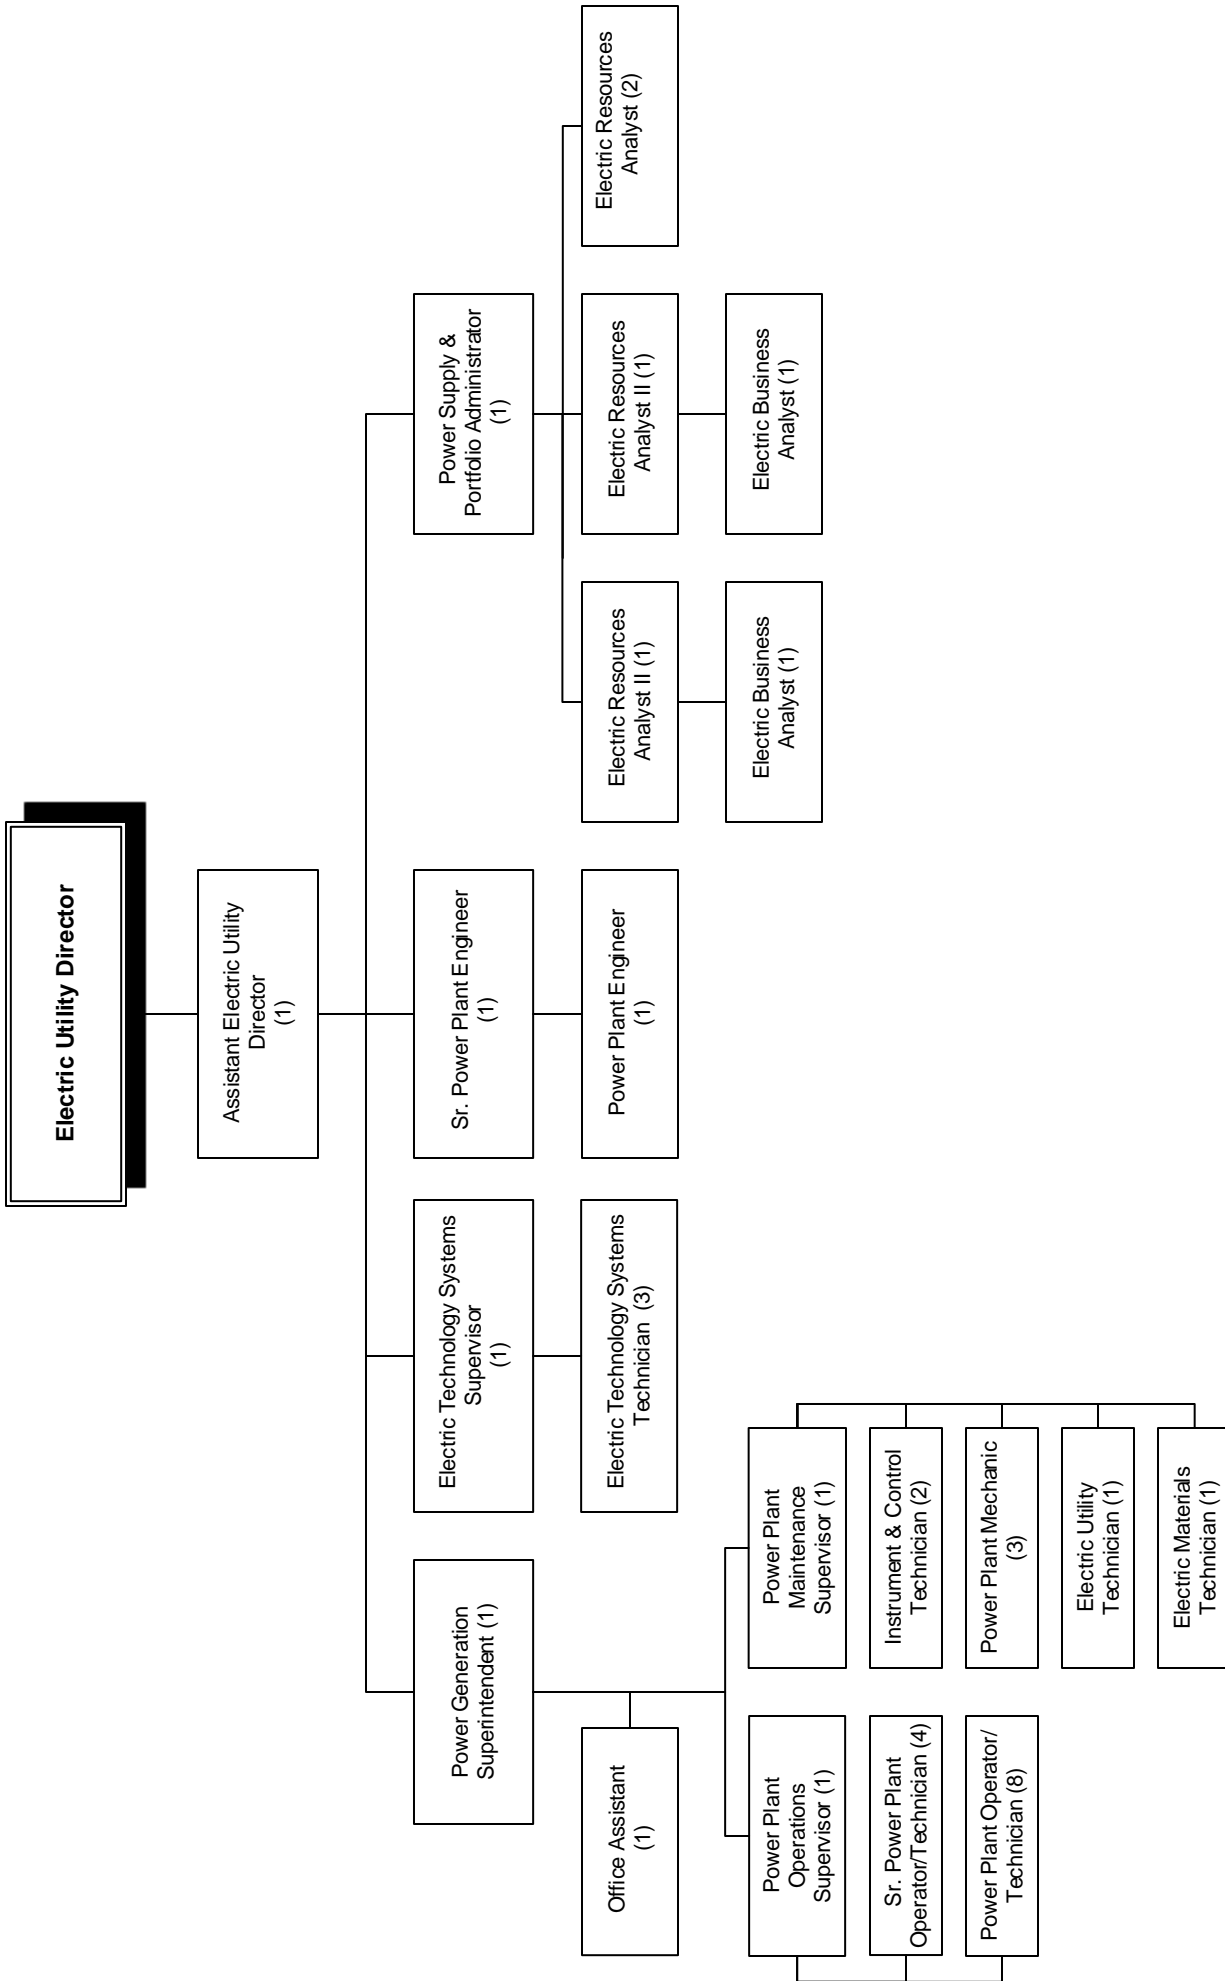 Electric Utility Director
Assistant Electric Utility
Director
(1)
Power Generation
Superintendent (1)
Electric Technology Systems
Supervisor
(1)
Sr. Power Plant Engineer
(1)
Power Supply &
Portfolio Administrator
(1)
Office Assistant
(1)
Electric Technology Systems
Technician (3)
Power Plant Engineer
(1)
Electric Resources
Analyst II (1)
Electric Resources
Analyst II (1)
Electric Resources
Analyst (2)
Power Plant
Operations
Supervisor (1)
Power Plant
Maintenance
Supervisor (1)
Electric Business
Analyst (1)
Electric Business
Analyst (1)
Sr. Power Plant
Operator/Technician (4)
Instrument & Control
Technician (2)
Power Plant Operator/
Technician (8)
Power Plant Mechanic
(3)
Electric Utility
Technician (1)
Electric Materials
Technician (1)